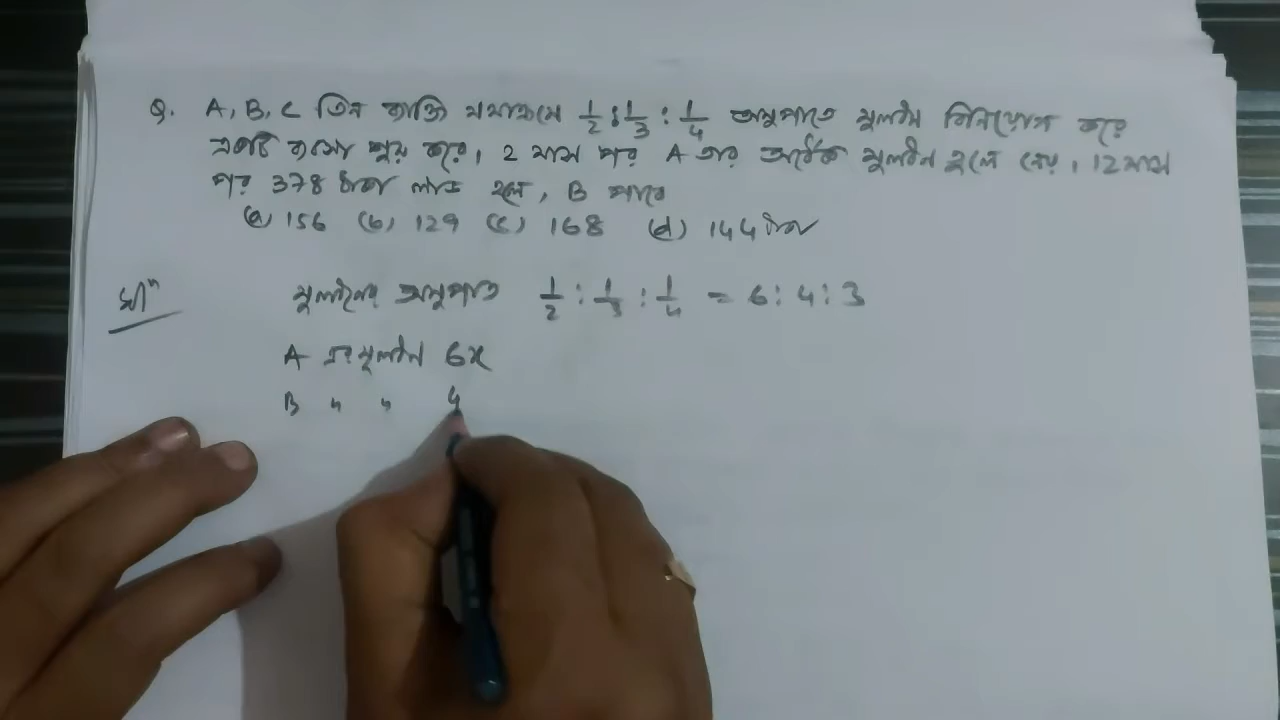 Q. A, B, C তিন ব্যক্তি যথাক্রমে 1/2 : 1/3 : 1/4 অনুপাতে মূলধন বিনিয়োগ করে
একটি ব্যবসা শুরু করে। 2 মাস পর A তার অর্ধেক মূলধন তুলে নেয়। 12 মাস
পর 378 টাকা লাভ হলে, B পাবে
(a) 156 (b) 129 (c) 168 (d) 144 টাকা
মূলধনের অনুপাত 1/2 : 1/3 : 1/4 = 6 : 4 : 3
A এর মূলধন 6x
B " " 4